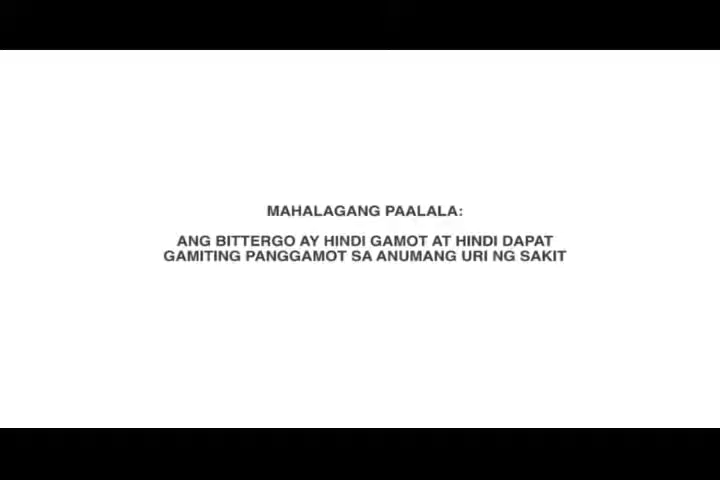 MAHALAGANG PAALALA:
ANG BITTERGO AY HINDI GAMOT AT HINDI DAPAT
GAMITING PANGGAMOT SA ANUMANG URI NG SAKIT